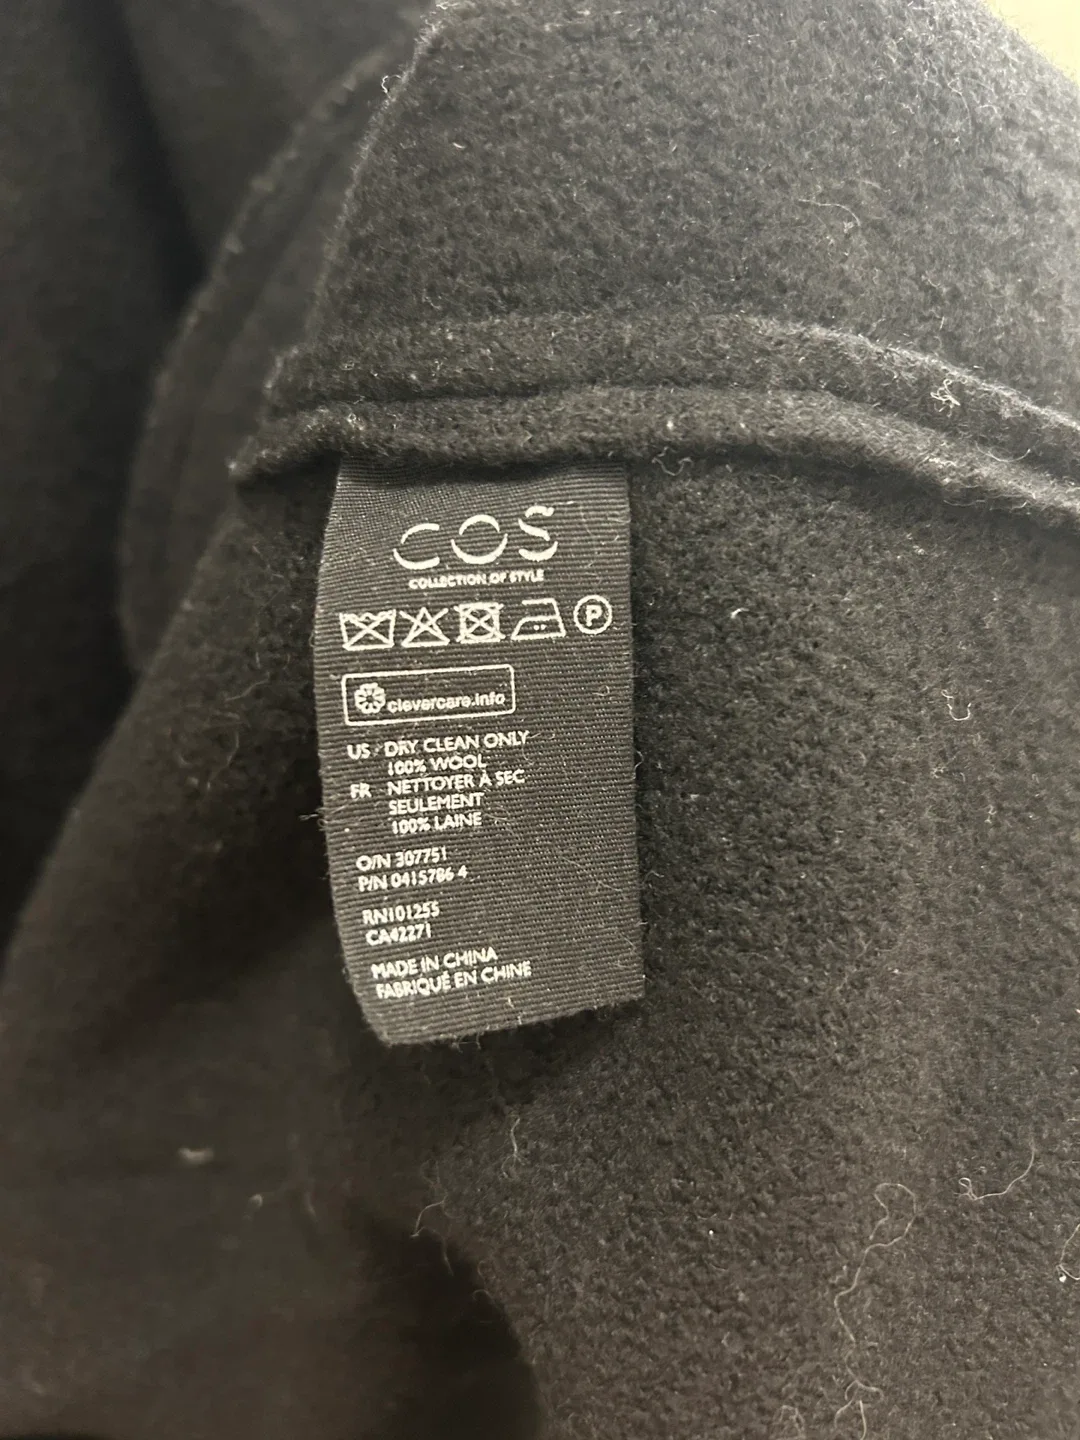 COS
COLLECTION OF STYLE
P
clevercare.info
US DRY CLEAN ONLY
100% WOOL
FR NETTOYER À SEC
SEULEMENT
100% LAINE
O/N 307751
P/N 0415786 4
RN101255
CA42271
MADE IN CHINA
FABRIQUÉ EN CHINE